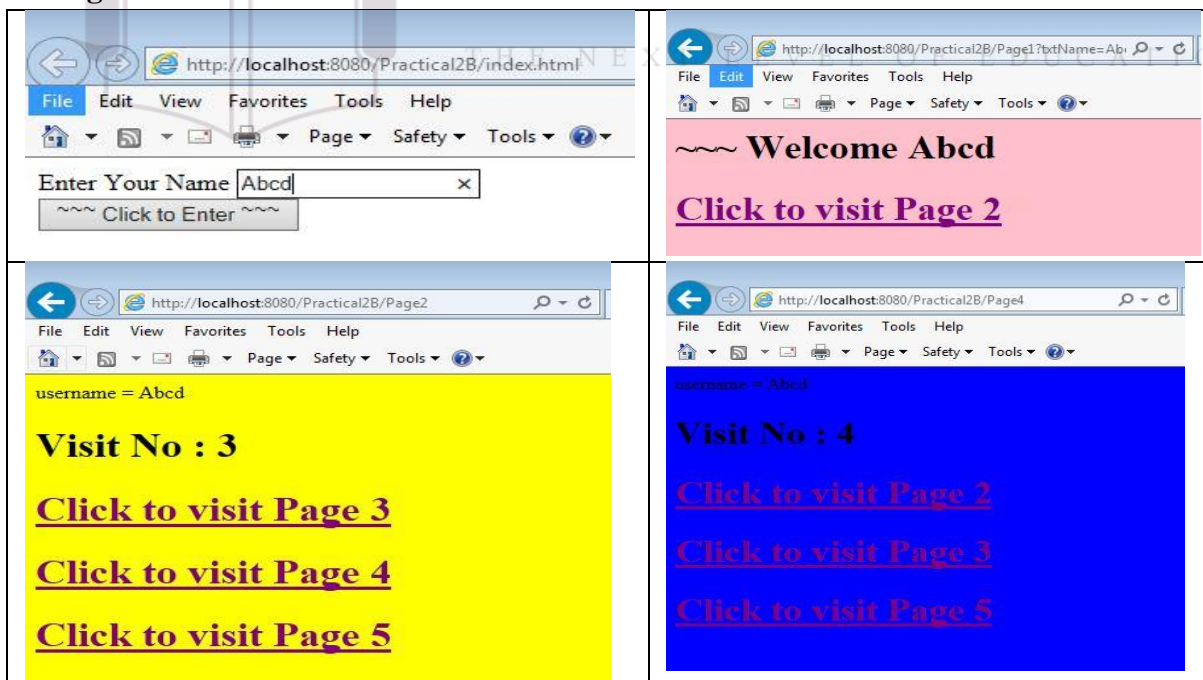 http://localhost:8080/Practical2B/index.html
File Edit View Favorites Tools Help
Page Safety Tools
Enter Your Name Abcd ×
~~~ Click to Enter ~~~
http://localhost:8080/Practical2B/Page1?txtName=Ab
File Edit View Favorites Tools Help
Page Safety Tools
~~~ Welcome Abcd
Click to visit Page 2
http://localhost:8080/Practical2B/Page2
File Edit View Favorites Tools Help
Page Safety Tools
username = Abcd
Visit No : 3
Click to visit Page 3
Click to visit Page 4
Click to visit Page 5
http://localhost:8080/Practical2B/Page4
File Edit View Favorites Tools Help
Page Safety Tools
username = Abcd
Visit No : 4
Click to visit Page 2
Click to visit Page 3
Click to visit Page 5